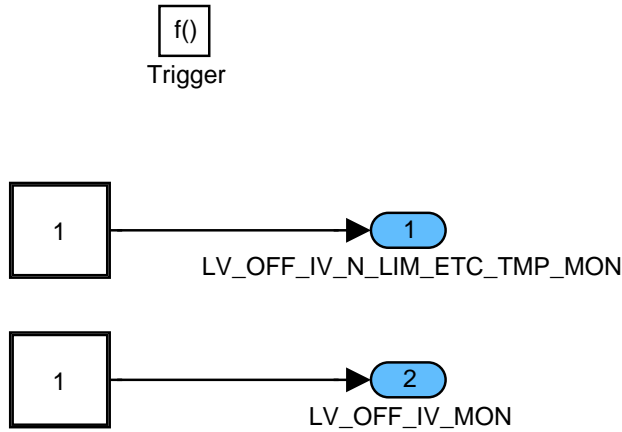 f()
Trigger
1
1
LV_OFF_IV_N_LIM_ETC_TMP_MON
1
2
LV_OFF_IV_MON